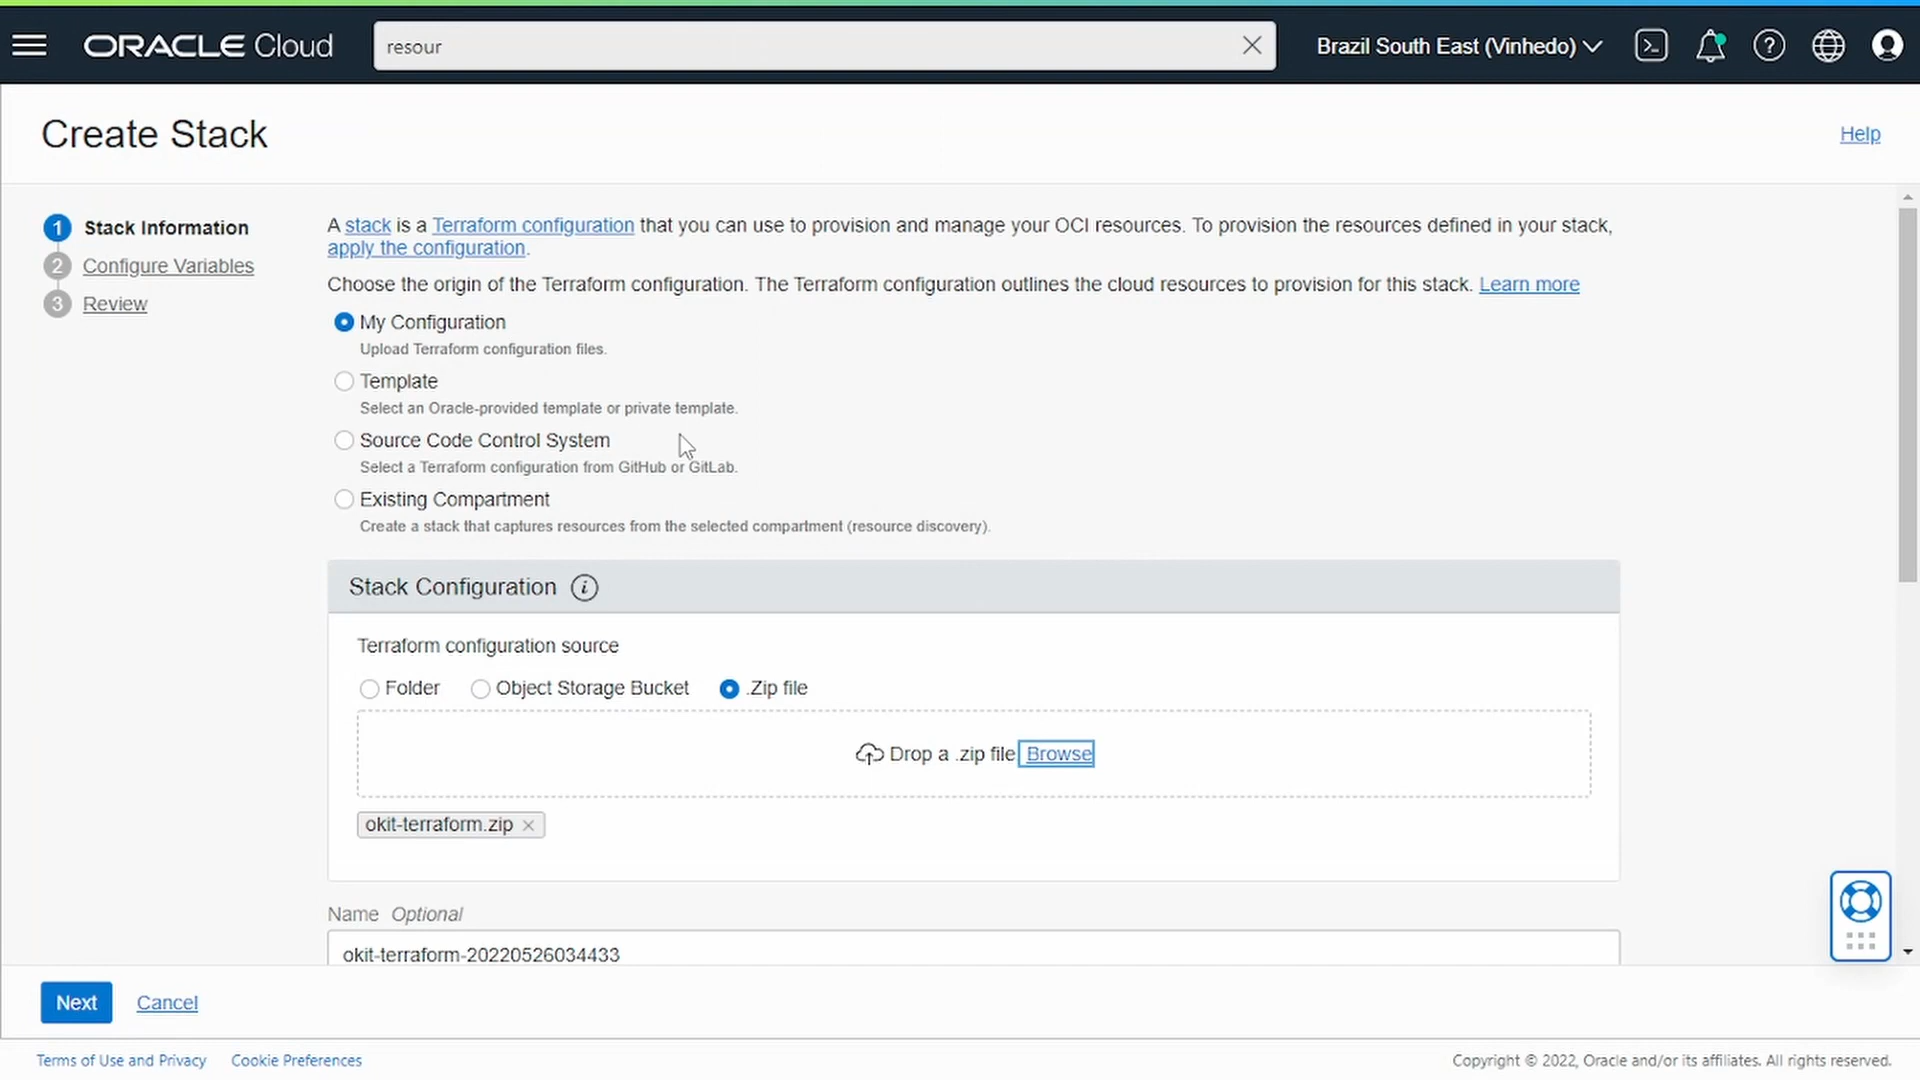 ORACLE Cloud
resour
Brazil South East (Vinhedo)
Create Stack
Help
1 Stack Information
2 Configure Variables
3 Review
A stack is a Terraform configuration that you can use to provision and manage your OCI resources. To provision the resources defined in your stack,
apply the configuration.
Choose the origin of the Terraform configuration. The Terraform configuration outlines the cloud resources to provision for this stack. Learn more
My Configuration
Upload Terraform configuration files.
Template
Select an Oracle-provided template or private template.
Source Code Control System
Select a Terraform configuration from GitHub or GitLab.
Existing Compartment
Create a stack that captures resources from the selected compartment (resource discovery).
Stack Configuration
Terraform configuration source
Folder
Object Storage Bucket
.Zip file
Drop a .zip file Browse
okit-terraform.zip
Name Optional
okit-terraform-20220526034433
Next
Cancel
Terms of Use and Privacy
Cookie Preferences
Copyright © 2022, Oracle and/or its affiliates. All rights reserved.